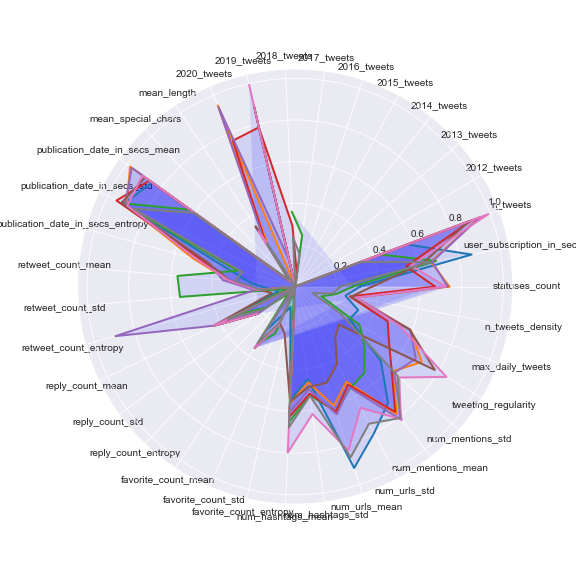 2018_tweets
2017_tweets
2019_tweets
2016_tweets
2020_tweets
2015_tweets
mean_length
2014_tweets
mean_special_chars
2013_tweets
publication_date_in_secs_mean
2012_tweets
publication_date_in_secs_std
n_tweets
1.0
0.8
0.6
0.4
0.2
publication_date_in_secs_entropy
user_subscription_in_sec
retweet_count_mean
statuses_count
retweet_count_std
n_tweets_density
retweet_count_entropy
max_daily_tweets
reply_count_mean
tweeting_regularity
reply_count_std
num_mentions_std
reply_count_entropy
num_mentions_mean
favorite_count_mean
num_urls_std
favorite_count_std
num_urls_mean
favorite_count_entropy
num_hashtags_std
num_hashtags_mean